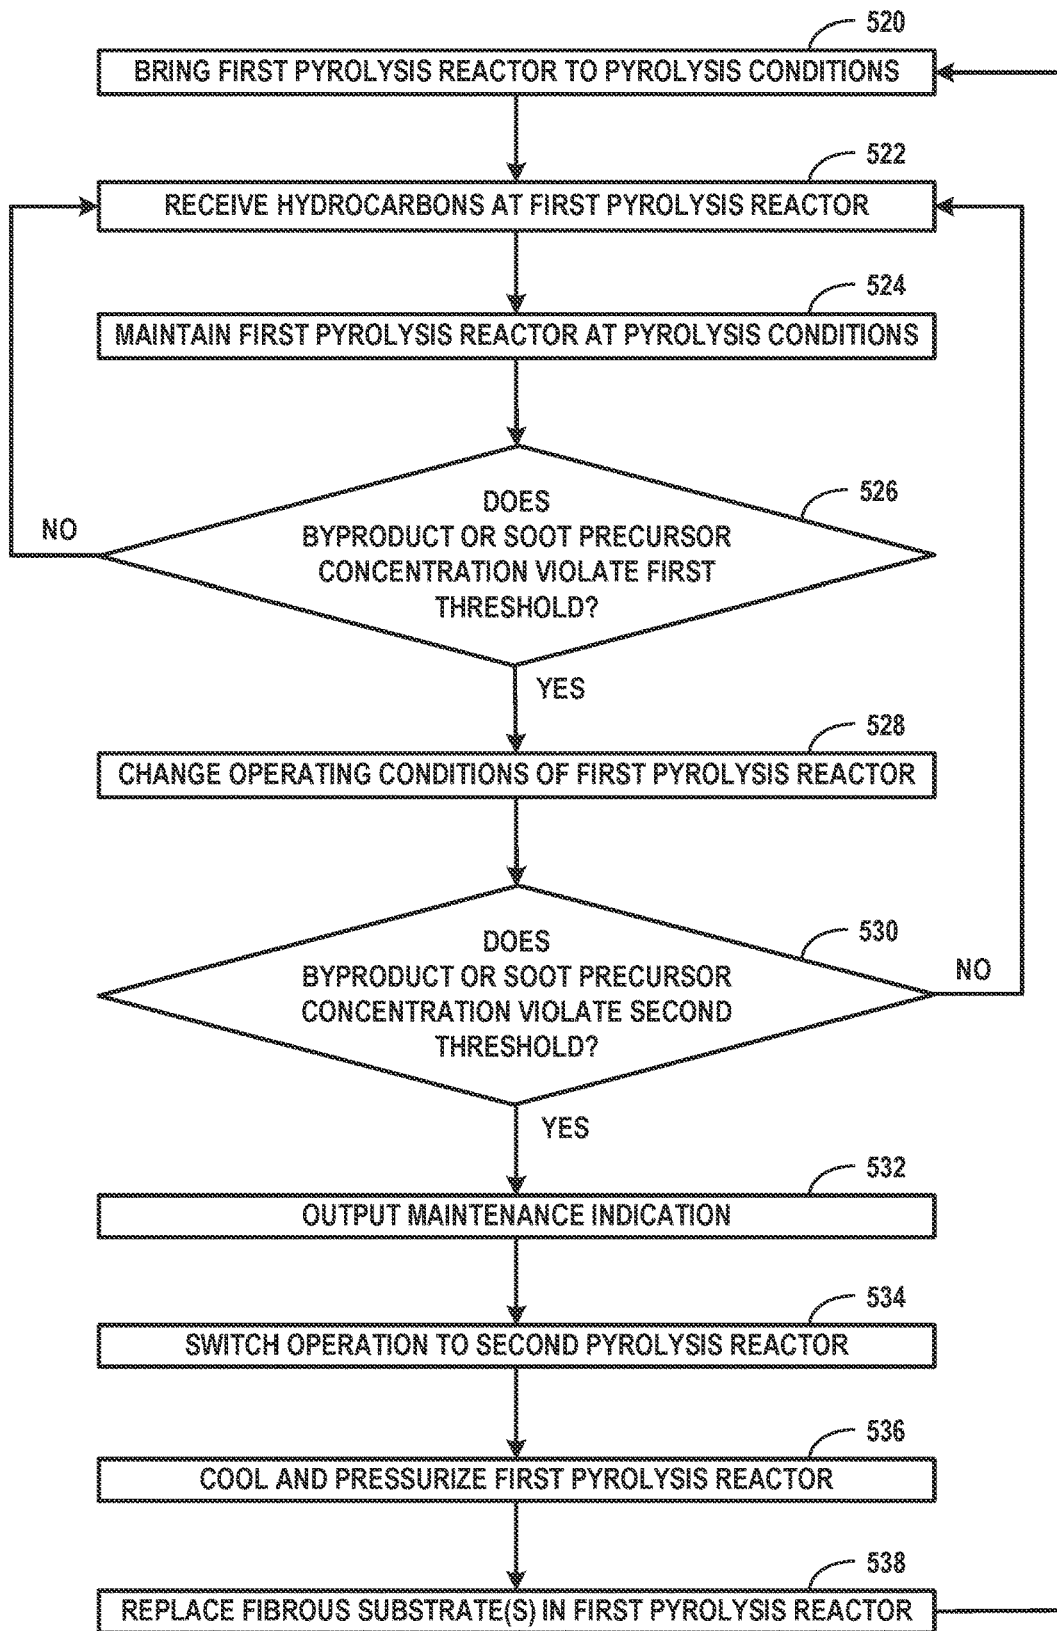 520
BRING FIRST PYROLYSIS REACTOR TO PYROLYSIS CONDITIONS
522
RECEIVE HYDROCARBONS AT FIRST PYROLYSIS REACTOR
524
MAINTAIN FIRST PYROLYSIS REACTOR AT PYROLYSIS CONDITIONS
526
DOES
BYPRODUCT OR SOOT PRECURSOR
CONCENTRATION VIOLATE FIRST
THRESHOLD?
NO
YES
528
CHANGE OPERATING CONDITIONS OF FIRST PYROLYSIS REACTOR
530
DOES
BYPRODUCT OR SOOT PRECURSOR
CONCENTRATION VIOLATE SECOND
THRESHOLD?
NO
YES
532
OUTPUT MAINTENANCE INDICATION
534
SWITCH OPERATION TO SECOND PYROLYSIS REACTOR
536
COOL AND PRESSURIZE FIRST PYROLYSIS REACTOR
538
REPLACE FIBROUS SUBSTRATE(S) IN FIRST PYROLYSIS REACTOR